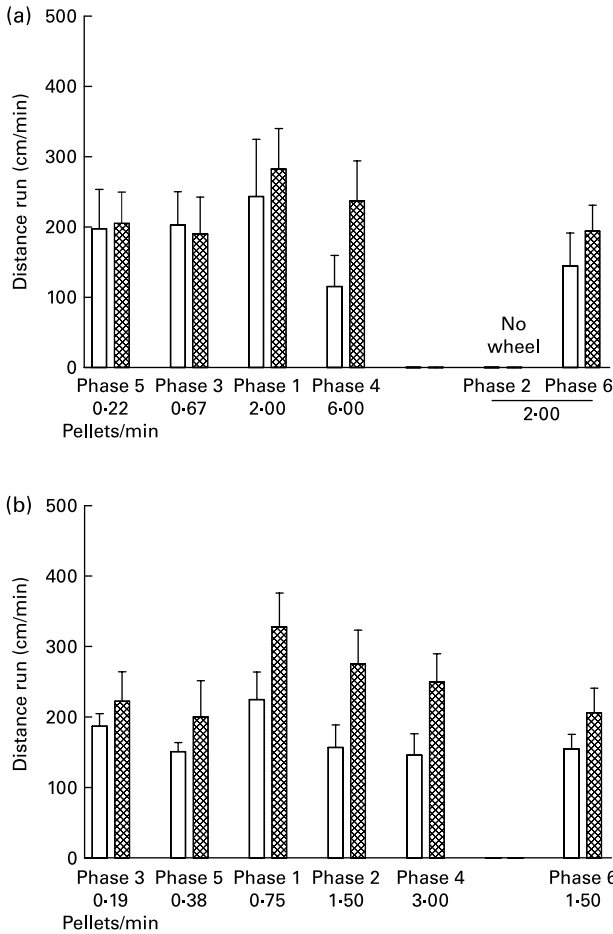 (a)
500
400
300
200
100
0
Distance run (cm/min)
No
wheel
Phase 5 Phase 3 Phase 1 Phase 4 Phase 2 Phase 6
0·22 0·67 2·00 6·00 2·00
Pellets/min
(b)
500
400
300
200
100
0
Distance run (cm/min)
Phase 3 Phase 5 Phase 1 Phase 2 Phase 4 Phase 6
0·19 0·38 0·75 1·50 3·00 1·50
Pellets/min